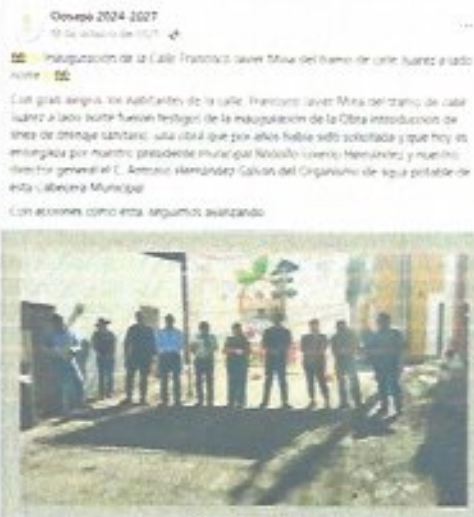 2024-2027
Inauguración de la Calle Francisco Javier Mina del tramo de calle Juarez a lado
norte
Con gran alegría los habitantes de la calle Francisco Javier Mina del tramo de calle
Juarez a lado norte fueron testigos de la inauguración de la Obra introducción de
línea de drenaje sanitario, una obra que por años había sido solicitada y que hoy es
entregada por nuestro presidente municipal Hernández y nuestro
director general el C. Antonio Hernández del Organismo de agua potable de
esta Cabecera Municipal
Con acciones como esta, seguimos avanzando